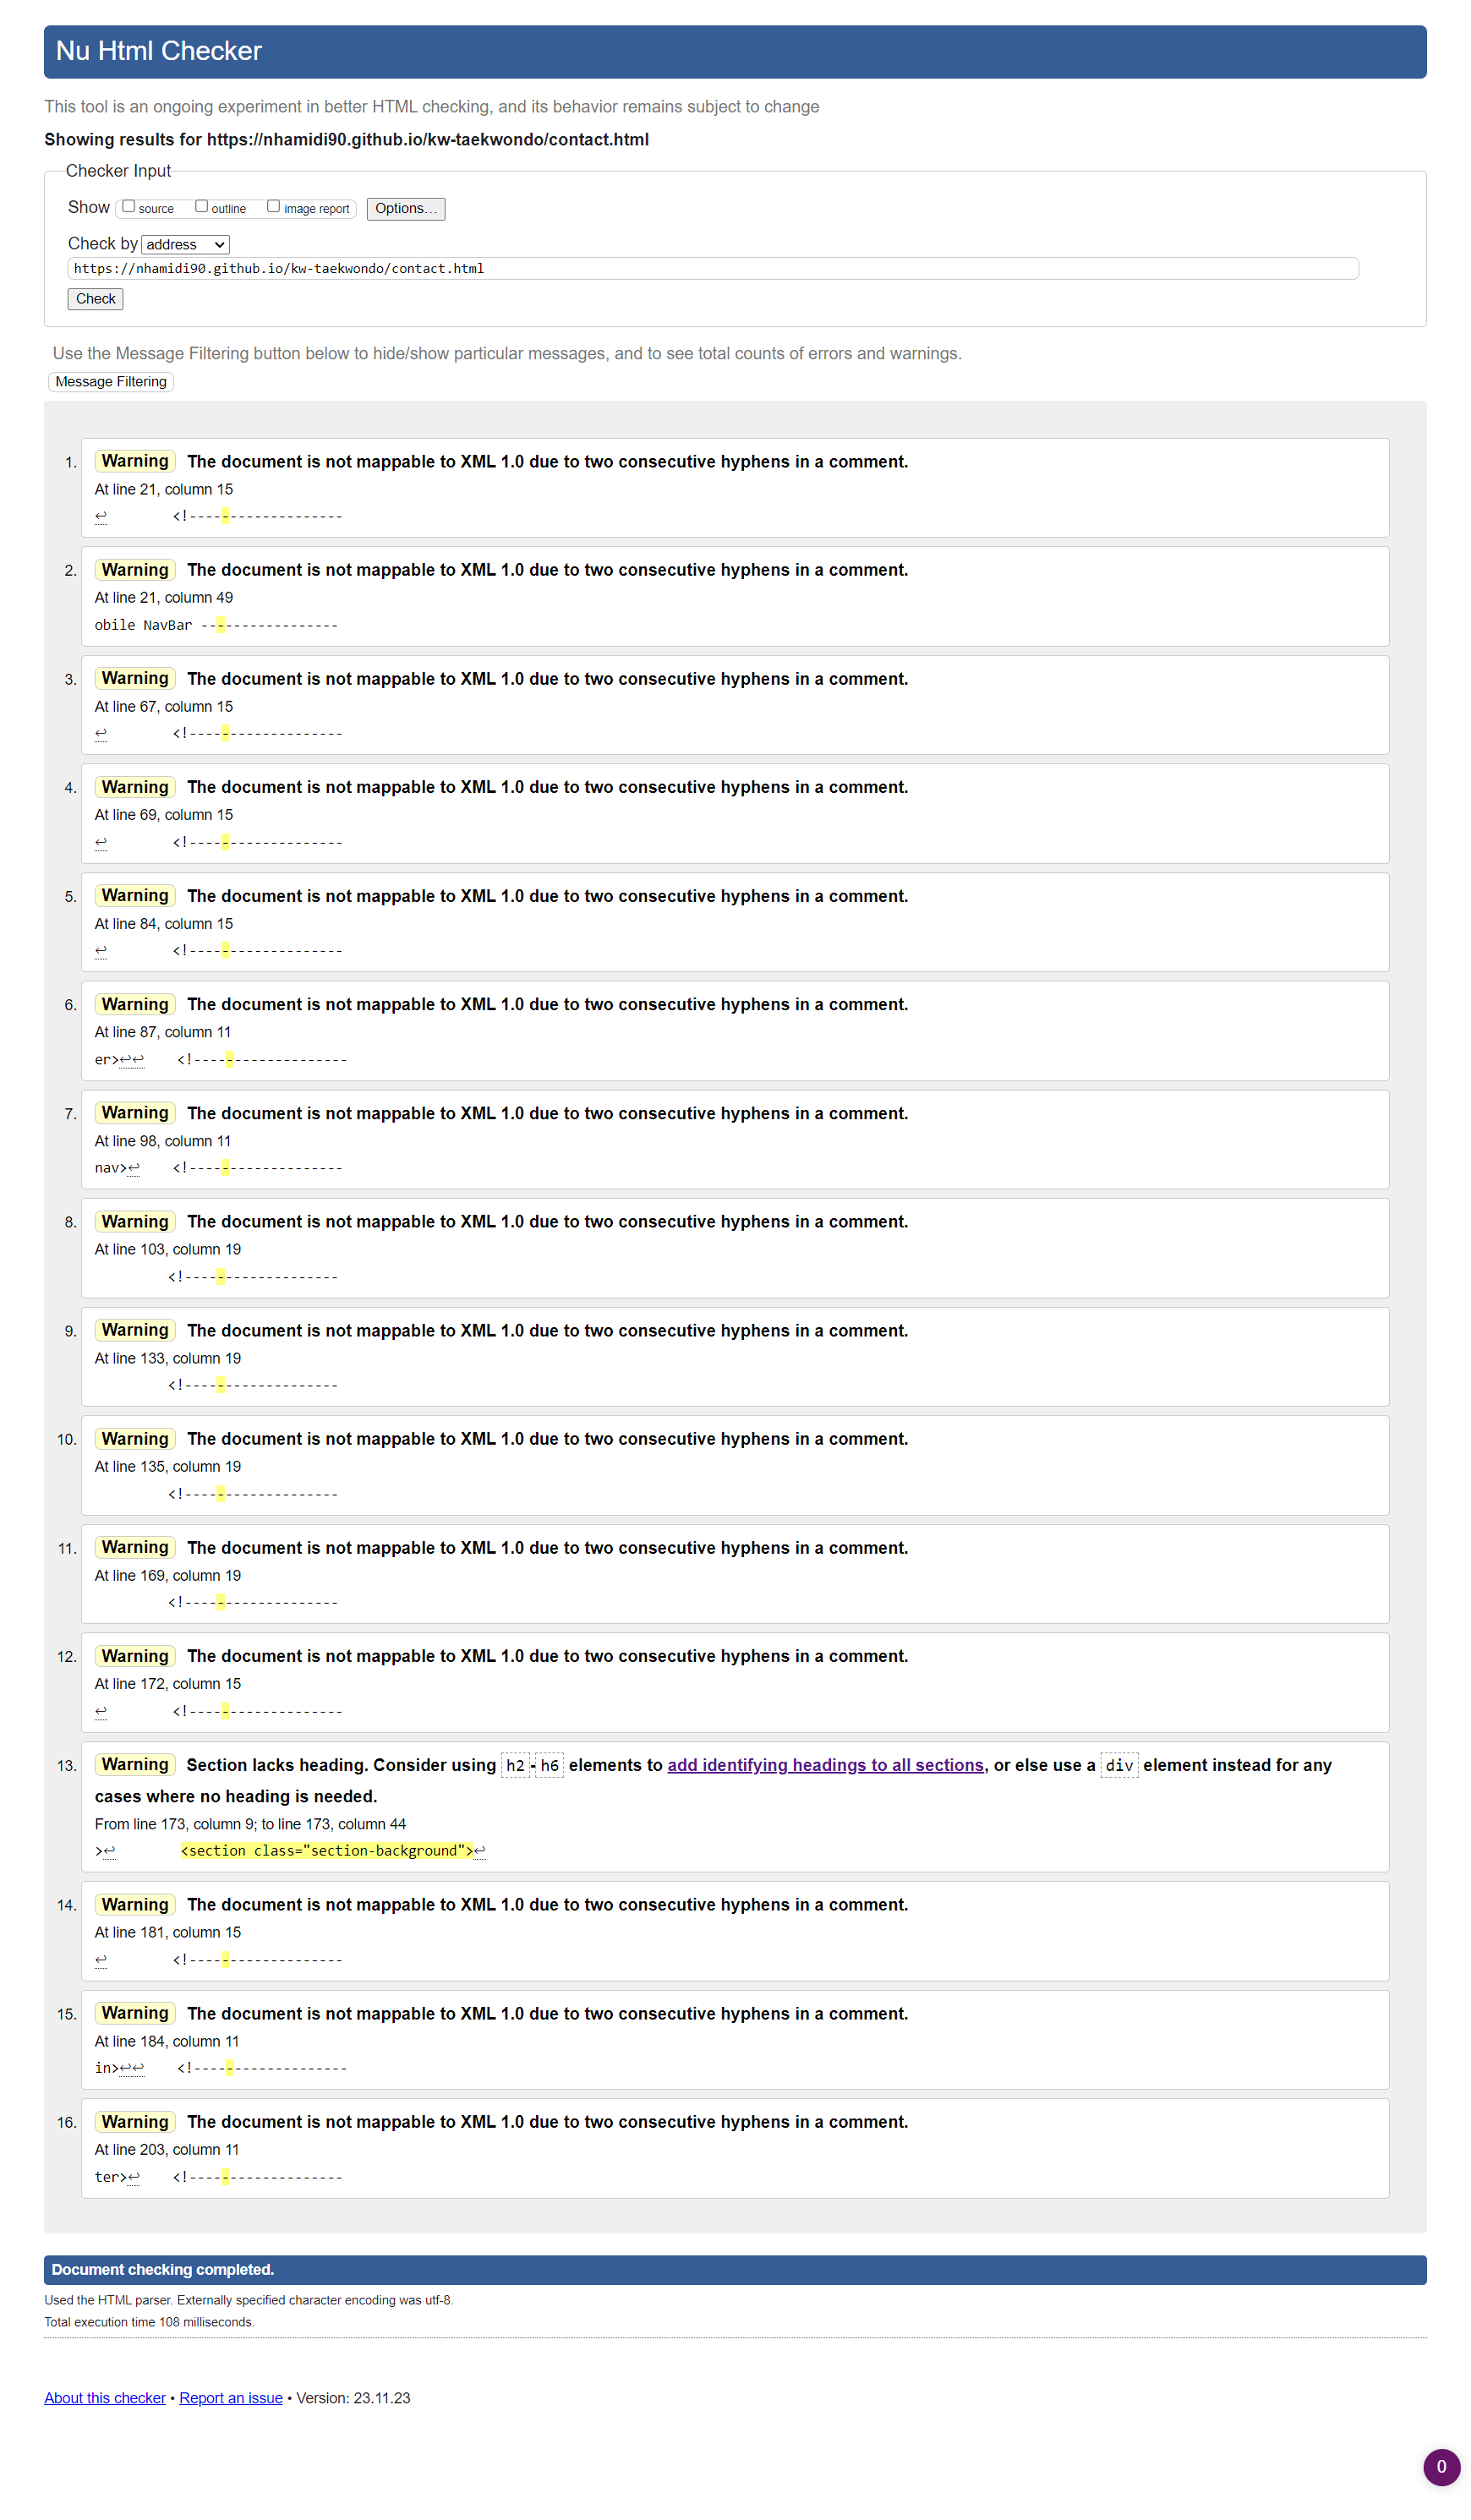 Nu Html Checker
This tool is an ongoing experiment in better HTML checking, and its behavior remains subject to change
Showing results for https://nhamidi90.github.io/kw-taekwondo/contact.html
Checker Input
Show source outline image report Options...
Check by address
https://nhamidi90.github.io/kw-taekwondo/contact.html
Check
Use the Message Filtering button below to hide/show particular messages, and to see total counts of errors and warnings.
Message Filtering
1. Warning The document is not mappable to XML 1.0 due to two consecutive hyphens in a comment.
At line 21, column 15
↩ <!-------------------
2. Warning The document is not mappable to XML 1.0 due to two consecutive hyphens in a comment.
At line 21, column 49
obile NavBar -----------------
3. Warning The document is not mappable to XML 1.0 due to two consecutive hyphens in a comment.
At line 67, column 15
↩ <!-------------------
4. Warning The document is not mappable to XML 1.0 due to two consecutive hyphens in a comment.
At line 69, column 15
↩ <!-------------------
5. Warning The document is not mappable to XML 1.0 due to two consecutive hyphens in a comment.
At line 84, column 15
↩ <!-------------------
6. Warning The document is not mappable to XML 1.0 due to two consecutive hyphens in a comment.
At line 87, column 11
er>↩↩ <!-------------------
7. Warning The document is not mappable to XML 1.0 due to two consecutive hyphens in a comment.
At line 98, column 11
nav>↩ <!-------------------
8. Warning The document is not mappable to XML 1.0 due to two consecutive hyphens in a comment.
At line 103, column 19
<!-------------------
9. Warning The document is not mappable to XML 1.0 due to two consecutive hyphens in a comment.
At line 133, column 19
<!-------------------
10. Warning The document is not mappable to XML 1.0 due to two consecutive hyphens in a comment.
At line 135, column 19
<!-------------------
11. Warning The document is not mappable to XML 1.0 due to two consecutive hyphens in a comment.
At line 169, column 19
<!-------------------
12. Warning The document is not mappable to XML 1.0 due to two consecutive hyphens in a comment.
At line 172, column 15
↩ <!-------------------
13. Warning Section lacks heading. Consider using h2-h6 elements to add identifying headings to all sections, or else use a div element instead for any
cases where no heading is needed.
From line 173, column 9; to line 173, column 44
>↩ <section class="section-background">↩
14. Warning The document is not mappable to XML 1.0 due to two consecutive hyphens in a comment.
At line 181, column 15
↩ <!-------------------
15. Warning The document is not mappable to XML 1.0 due to two consecutive hyphens in a comment.
At line 184, column 11
in>↩↩ <!-------------------
16. Warning The document is not mappable to XML 1.0 due to two consecutive hyphens in a comment.
At line 203, column 11
ter>↩ <!-------------------
Document checking completed.
Used the HTML parser. Externally specified character encoding was utf-8.
Total execution time 108 milliseconds.
About this checker • Report an issue • Version: 23.11.23
0